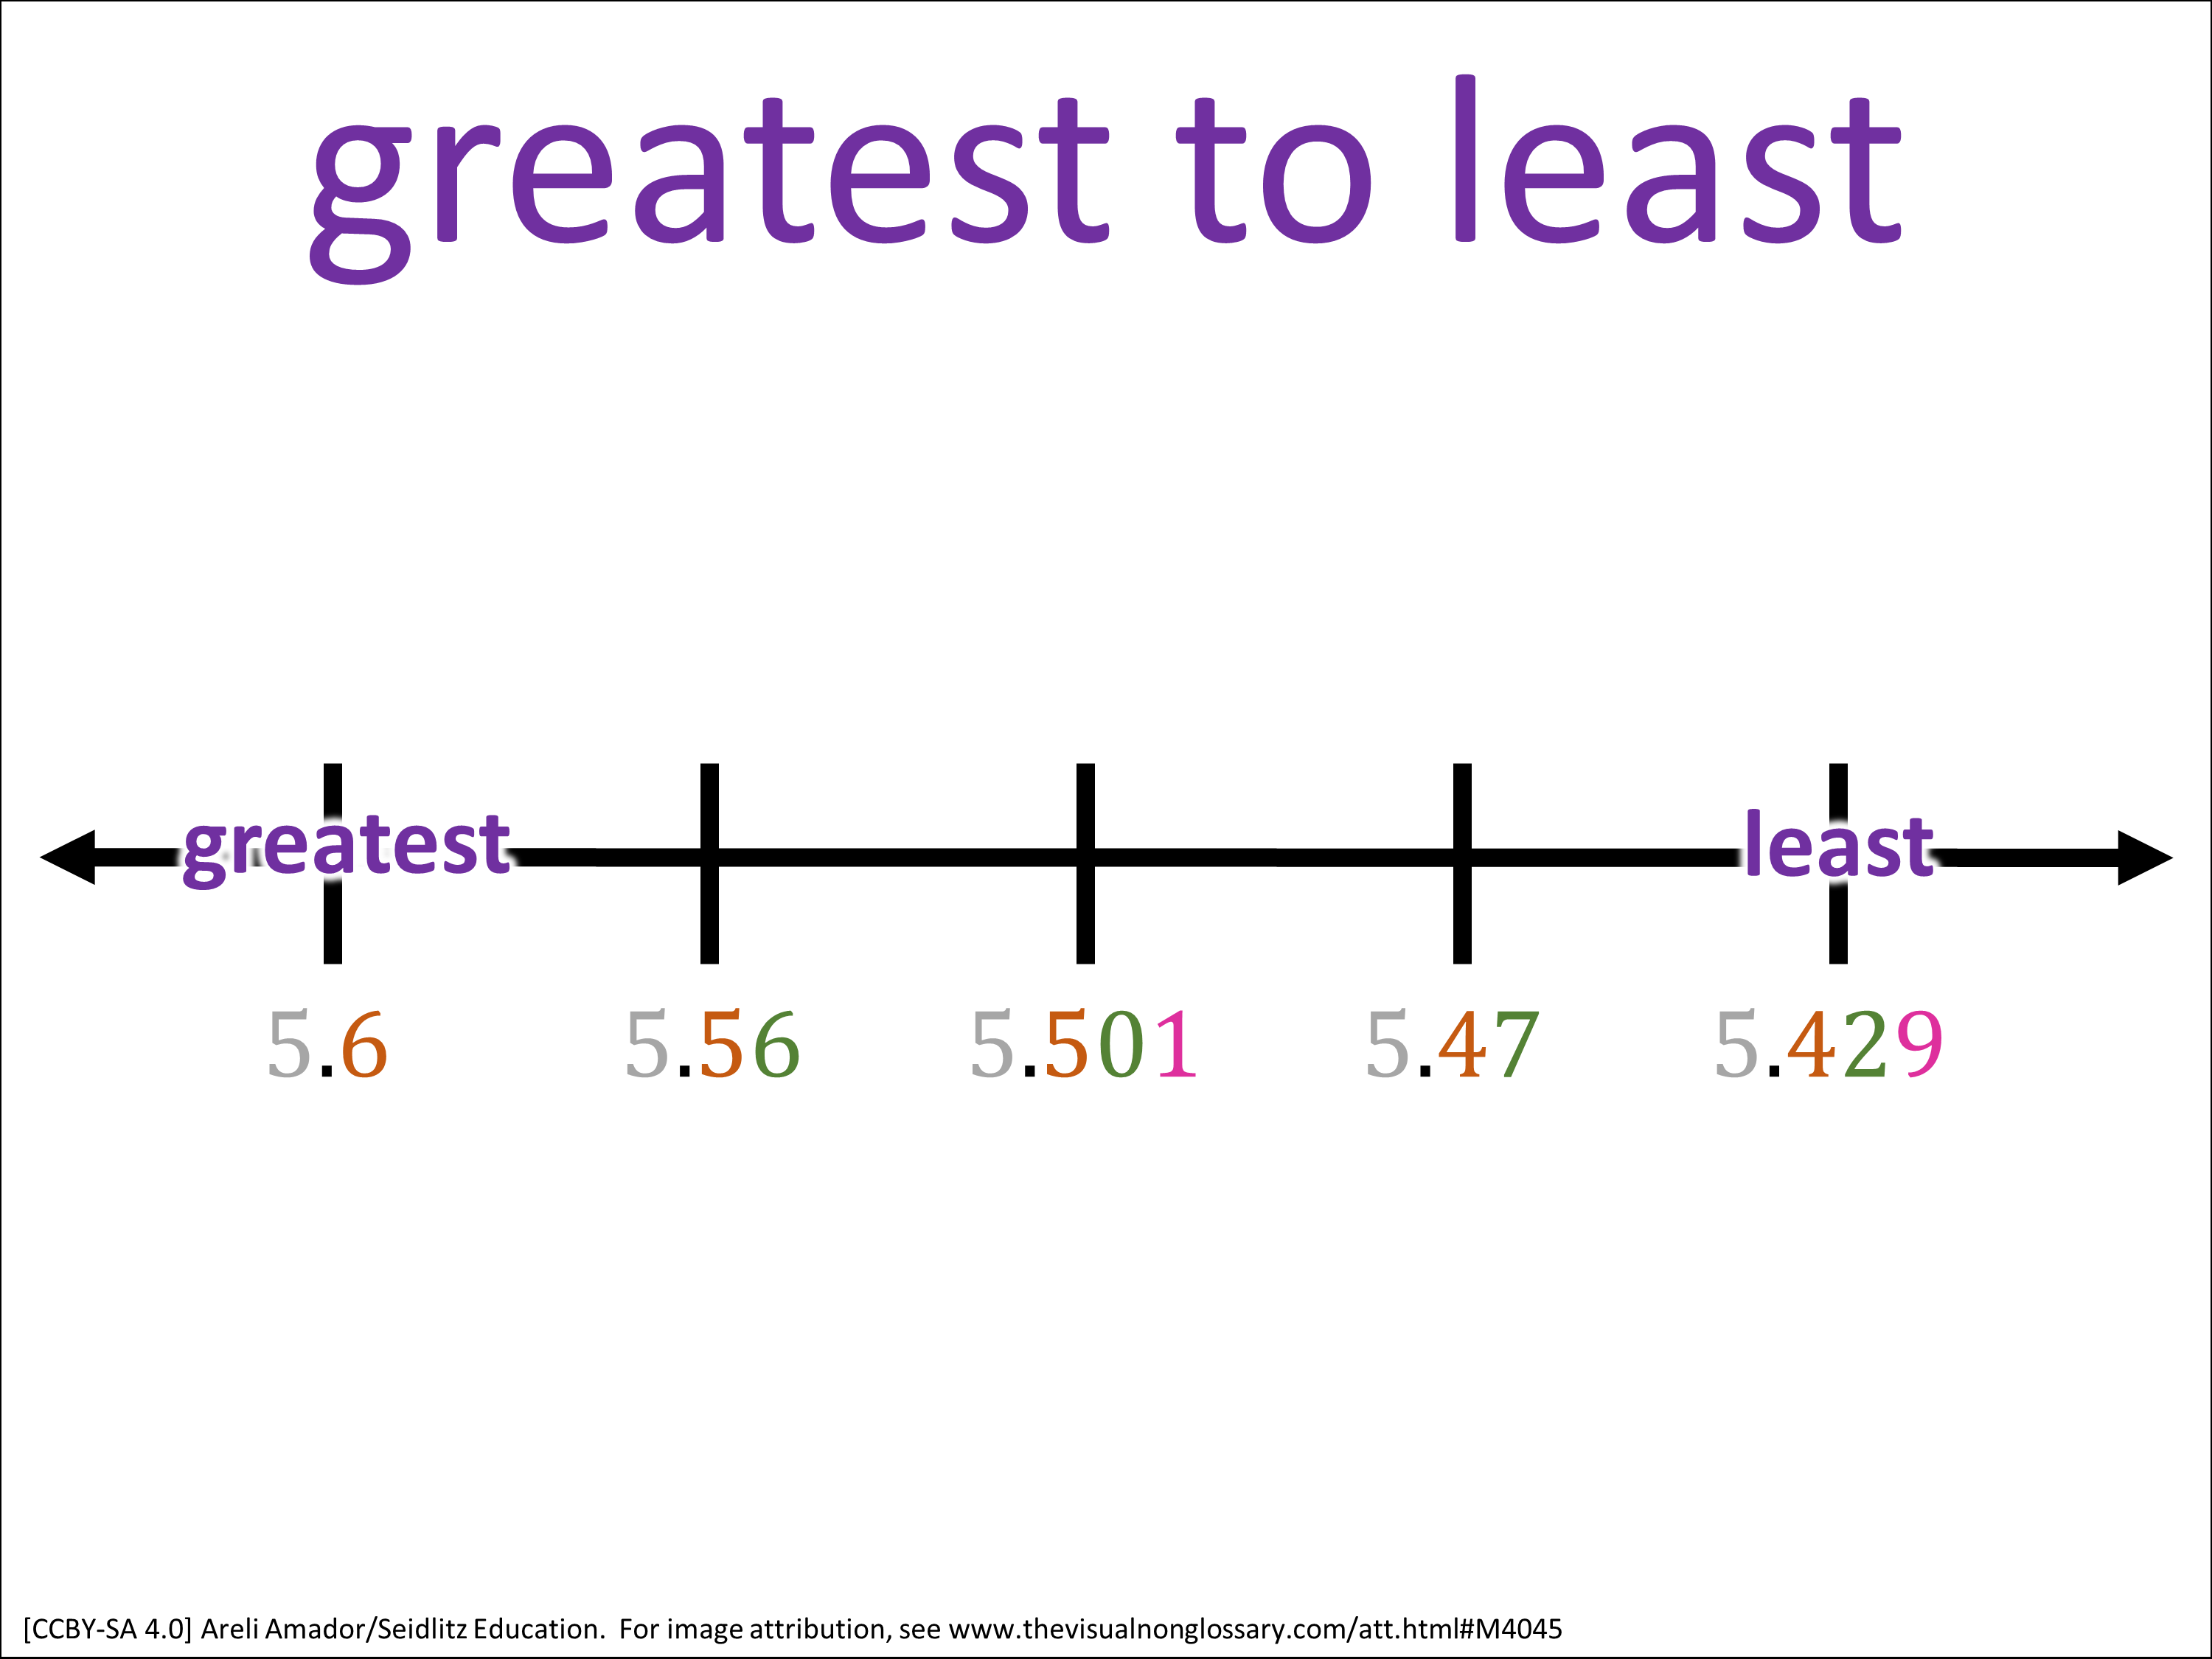 greatest to least
greatest least
5.6 5.56 5.501 5.47 5.429
[CCBY-SA 4.0] Areli Amador/Seidlitz Education. For image attribution, see www.thevisualnonglossary.com/att.html#M4045